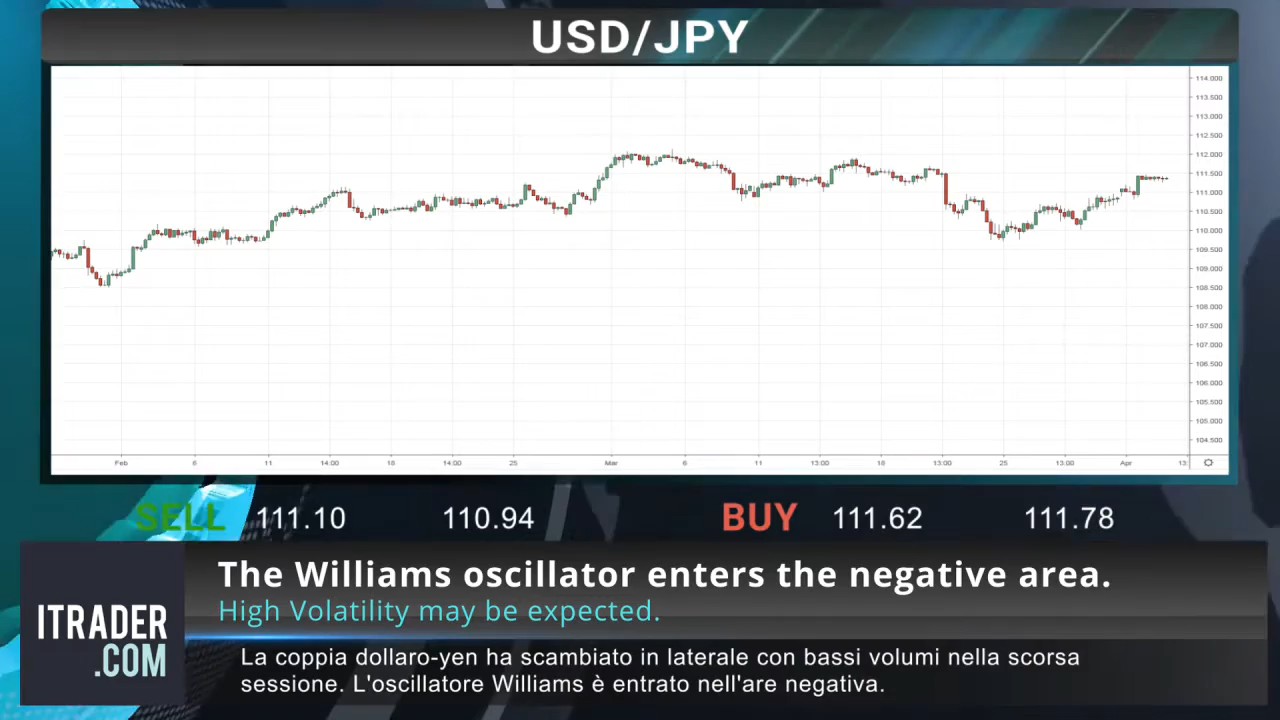 USD/JPY
114.000
113.500
113.000
112.500
112.000
111.500
111.000
110.500
110.000
109.500
109.000
108.500
108.000
107.500
107.000
106.500
106.000
105.500
105.000
104.500
Feb 6 11 14:00 18 14:00 25 Mar 6 11 13:00 18 13:00 25 13:00 Apr 13:
SELL 111.10 110.94 BUY 111.62 111.78
The Williams oscillator enters the negative area.
High Volatility may be expected.
ITRADER
.COM
La coppia dollaro-yen ha scambiato in laterale con bassi volumi nella scorsa
sessione. L'oscillatore Williams è entrato nell'are negativa.